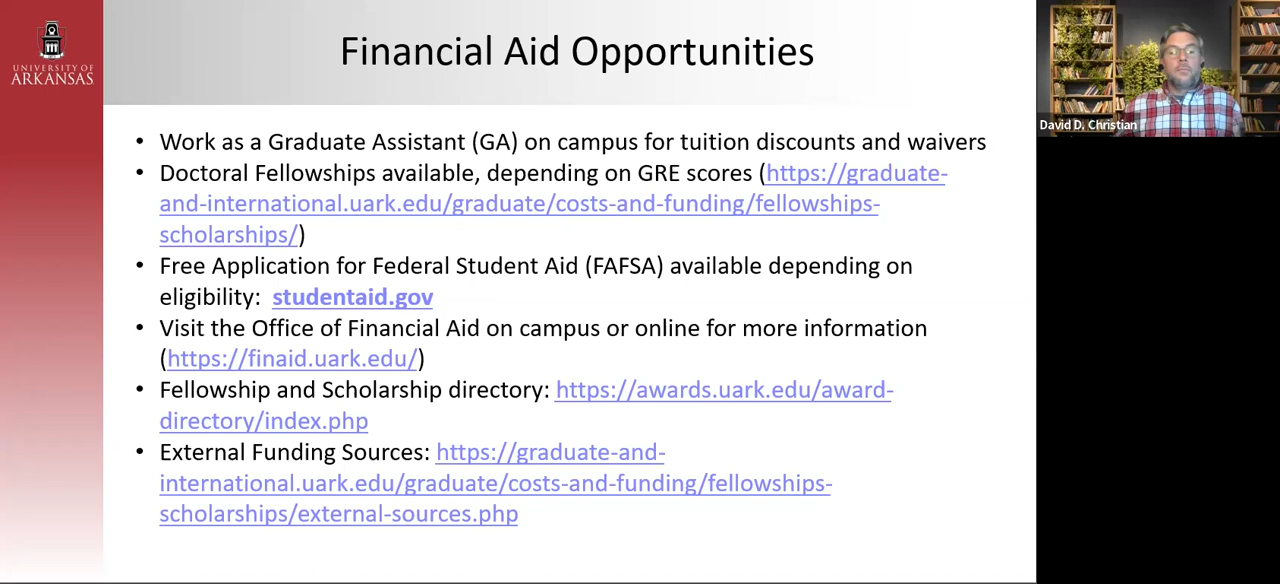 UNIVERSITY OF
ARKANSAS
Financial Aid Opportunities
• Work as a Graduate Assistant (GA) on campus for tuition discounts and waivers
• Doctoral Fellowships available, depending on GRE scores (https://graduate-
and-international.uark.edu/graduate/costs-and-funding/fellowships-
scholarships/)
• Free Application for Federal Student Aid (FAFSA) available depending on
eligibility: studentaid.gov
• Visit the Office of Financial Aid on campus or online for more information
(https://finaid.uark.edu/)
• Fellowship and Scholarship directory: https://awards.uark.edu/award-
directory/index.php
• External Funding Sources: https://graduate-and-
international.uark.edu/graduate/costs-and-funding/fellowships-
scholarships/external-sources.php
David D. Christian